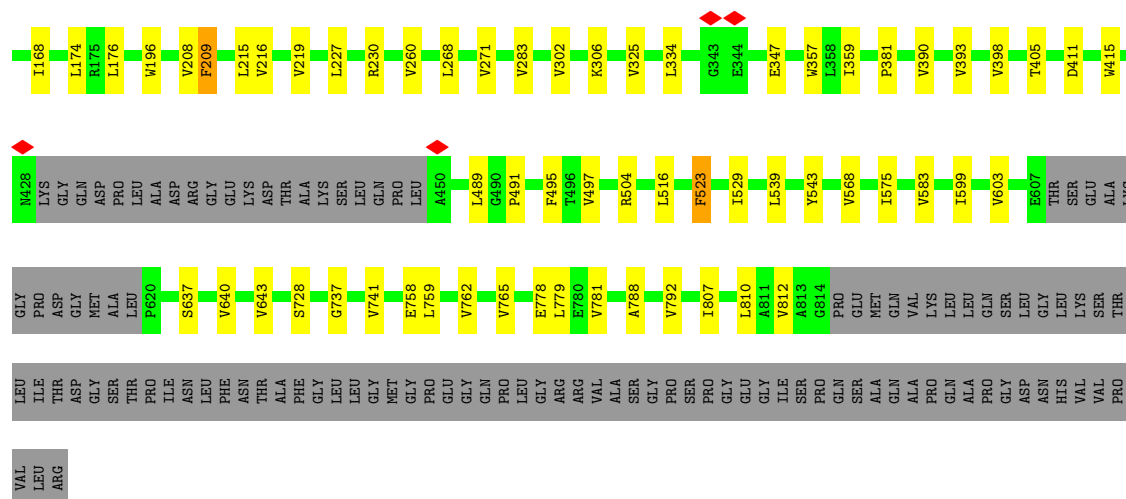 I168 L174 R175 L176 W196 V208 F209 L215 V216 V219 L227 R230 V260 L268 V271 V283 V302 K306 V325 L334 G343 E344 E347 W357 L358 I359 P381 V390 V393 V398 T405 D411 W415
N428 LYS GLY GLN ASP PRO LEU ALA ASP ARG GLY GLU LYS ASP THR ALA LYS SER LEU GLN PRO LEU A450 L489 G490 P491 F495 T496 V497 R504 L516 F523 I529 L539 Y543 V568 I575 V583 I599 V603 E607 THR SER GLU ALA
GLY PRO ASP GLY MET ALA LEU P620 S637 V640 V643 S728 G737 V741 E758 L759 V762 V765 E778 L779 E780 V781 A788 V792 I807 L810 A811 V812 A813 G814 PRO GLU MET GLN VAL VAL LYS LEU LEU GLN SER LEU GLY LEU LYS SER THR
LEU ILE THR ASP GLY SER THR PRO ILE ASN LEU PHE ASN THR ALA PHE GLY LEU LEU GLY MET GLY PRO GLU GLY GLN PRO LEU GLY ARG ARG VAL ALA SER GLY PRO SER PRO GLY GLU GLY ILE SER PRO GLN SER ALA GLN ALA PRO GLN ALA PRO GLY ASP ASN HIS VAL VAL PRO
VAL LEU ARG